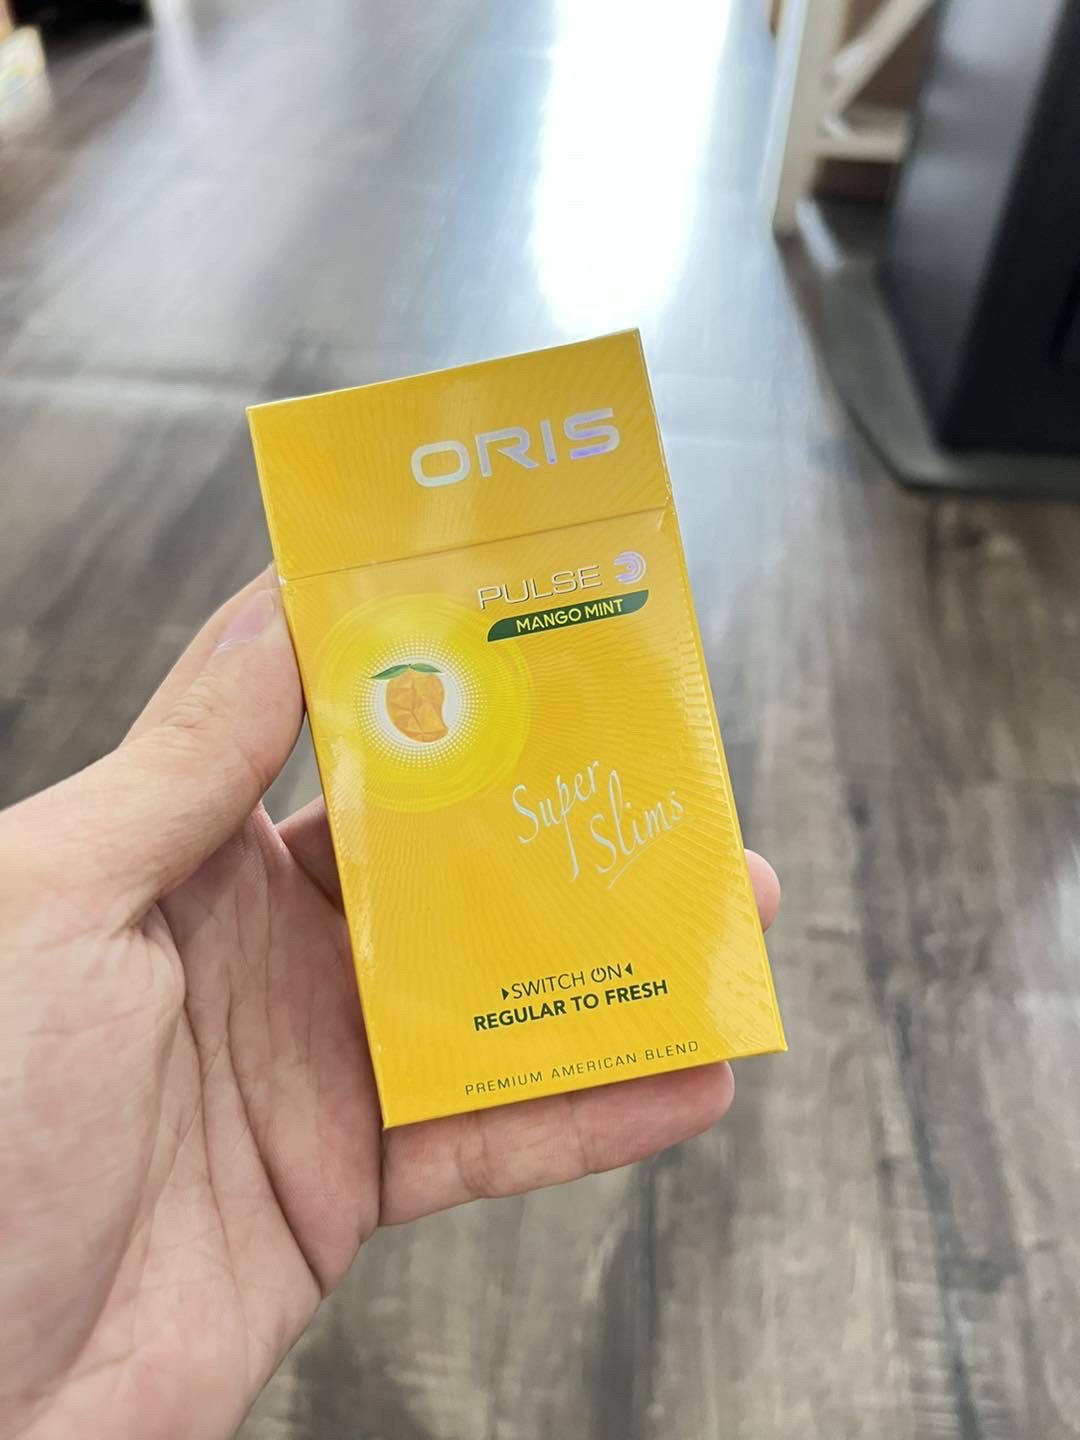 ORIS
PULSE
MANGO MINT
Super
Slims
SWITCH ON
REGULAR TO FRESH
PREMIUM AMERICAN BLEND